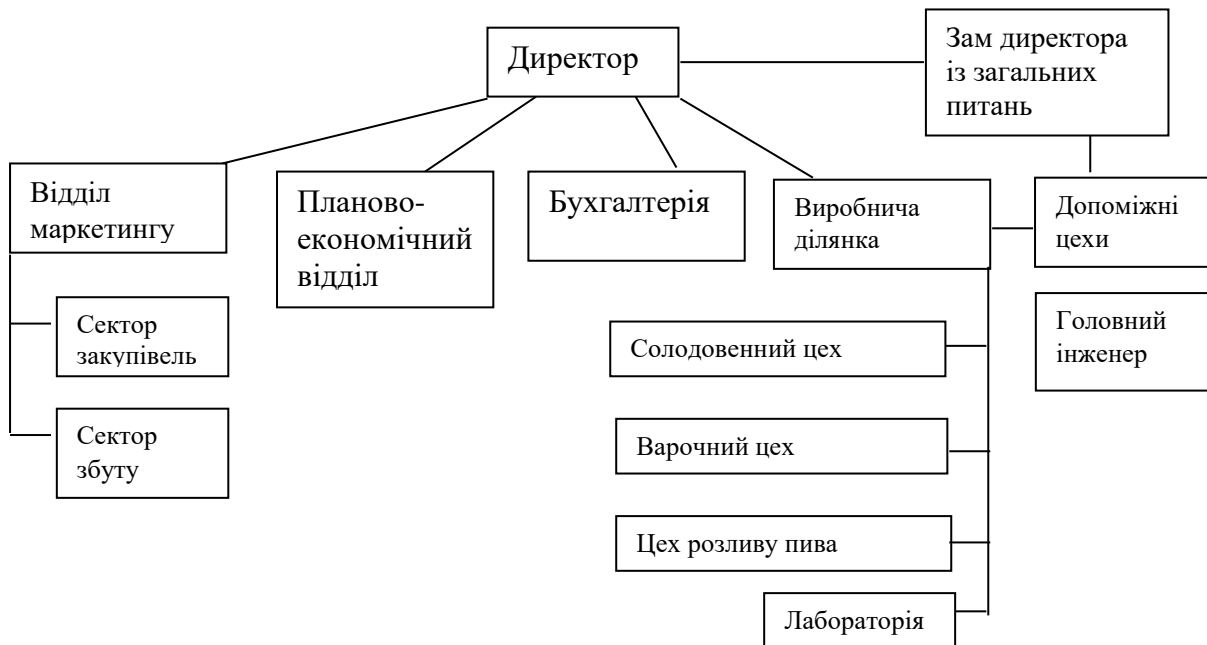 Директор
Зам директора
із загальних
питань
Відділ
маркетингу
Планово-
економічний
відділ
Бухгалтерія
Виробнича
ділянка
Допоміжні
цехи
Сектор
закупівель
Солодовенний цех
Головний
інженер
Сектор
збуту
Варочний цех
Цех розливу пива
Лабораторія